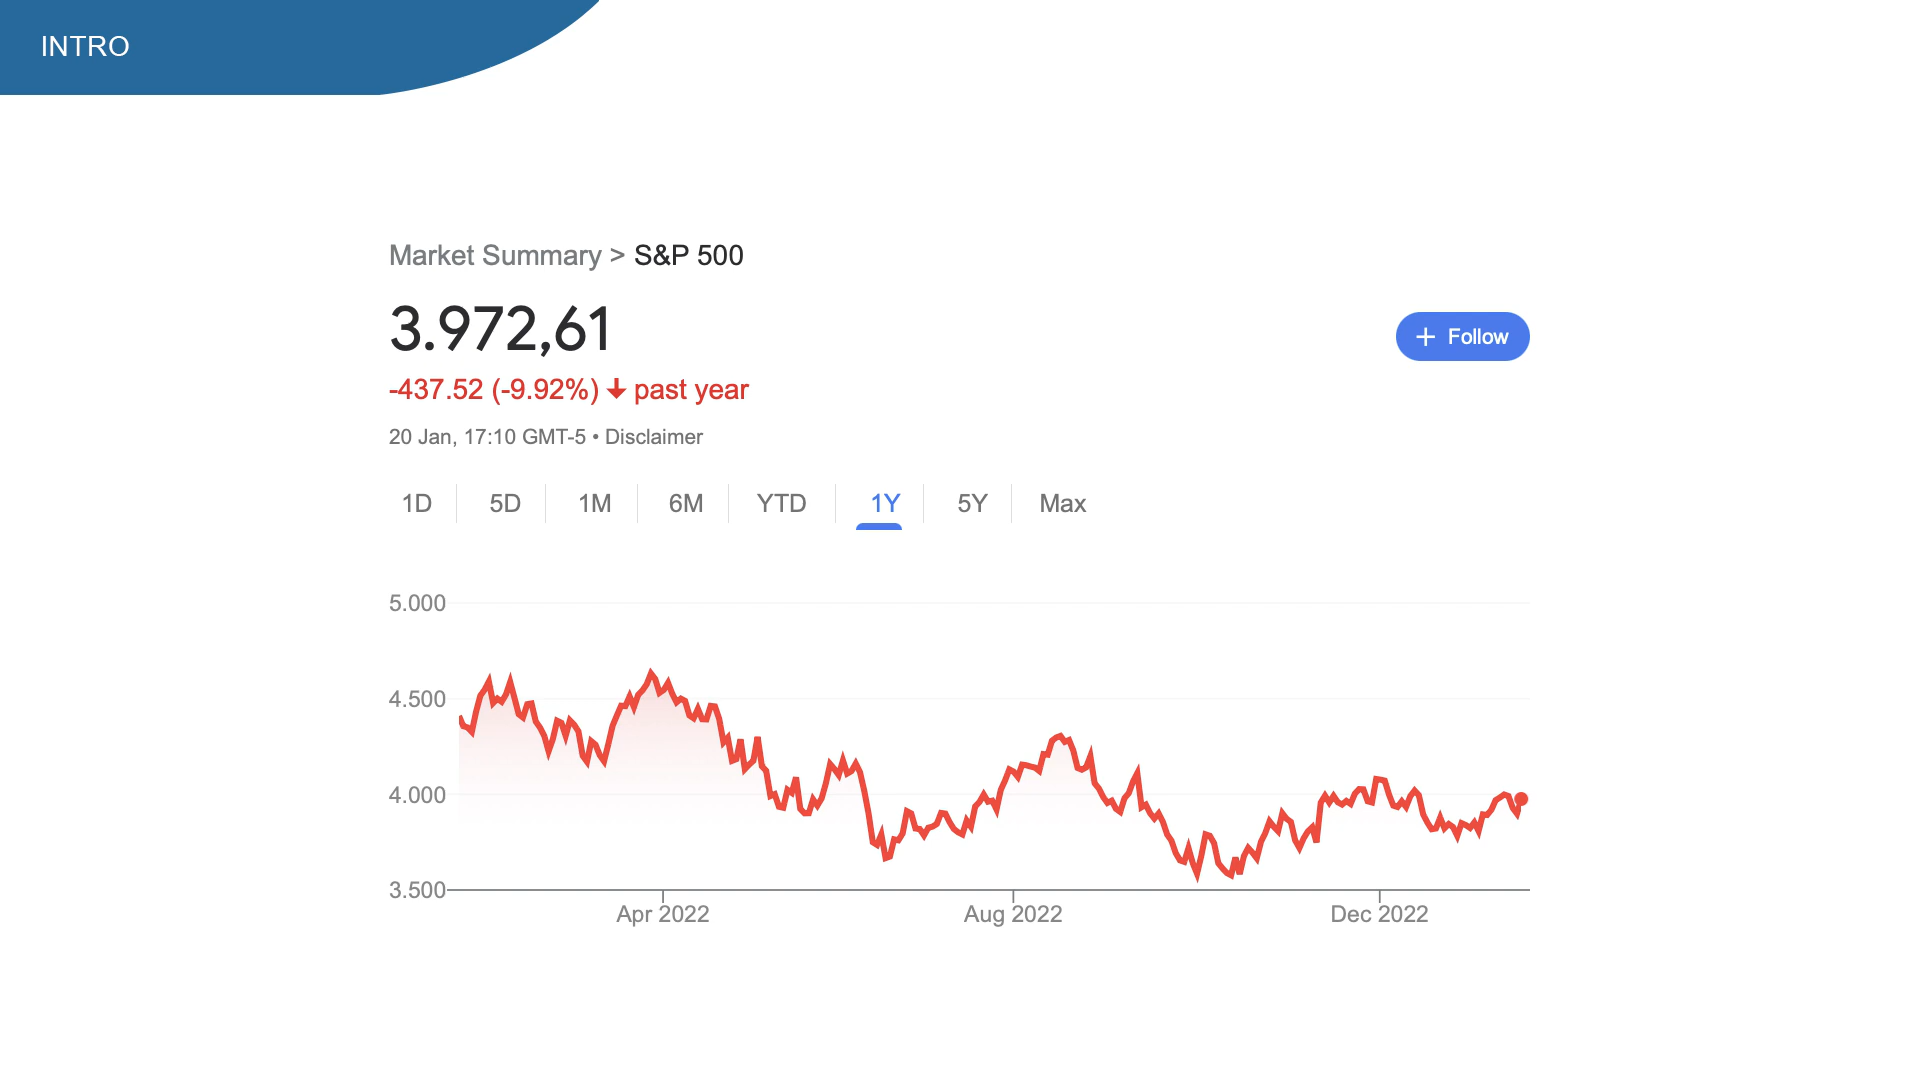 INTRO
Market Summary > S&P 500
3.972,61
+ Follow
-437.52 (-9.92%) ↓ past year
20 Jan, 17:10 GMT-5 • Disclaimer
1D 5D 1M 6M YTD 1Y 5Y Max
5.000
4.500
4.000
3.500
Apr 2022 Aug 2022 Dec 2022